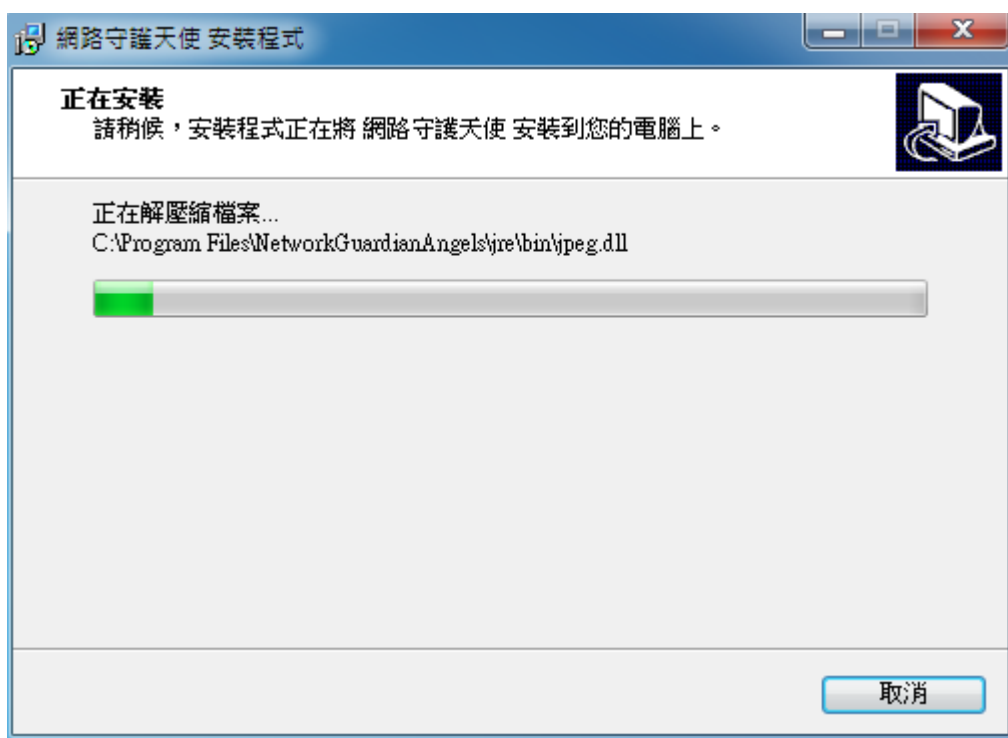 網路守護天使 安裝程式
正在安裝
請稍候，安裝程式正在將 網路守護天使 安裝到您的電腦上。
正在解壓縮檔案...
C:\Program Files\NetworkGuardianAngels\jre\bin\jpeg.dll
取消